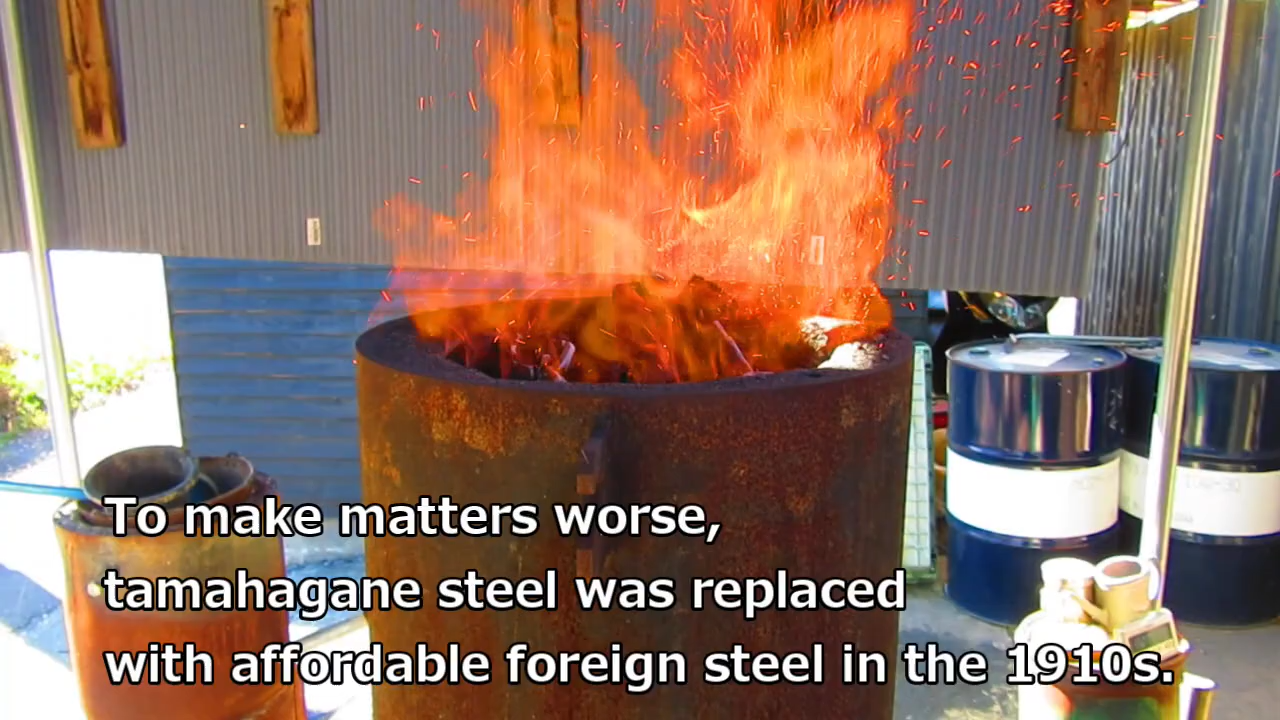 To make matters worse,
tamahagane steel was replaced
with affordable foreign steel in the 1910s.